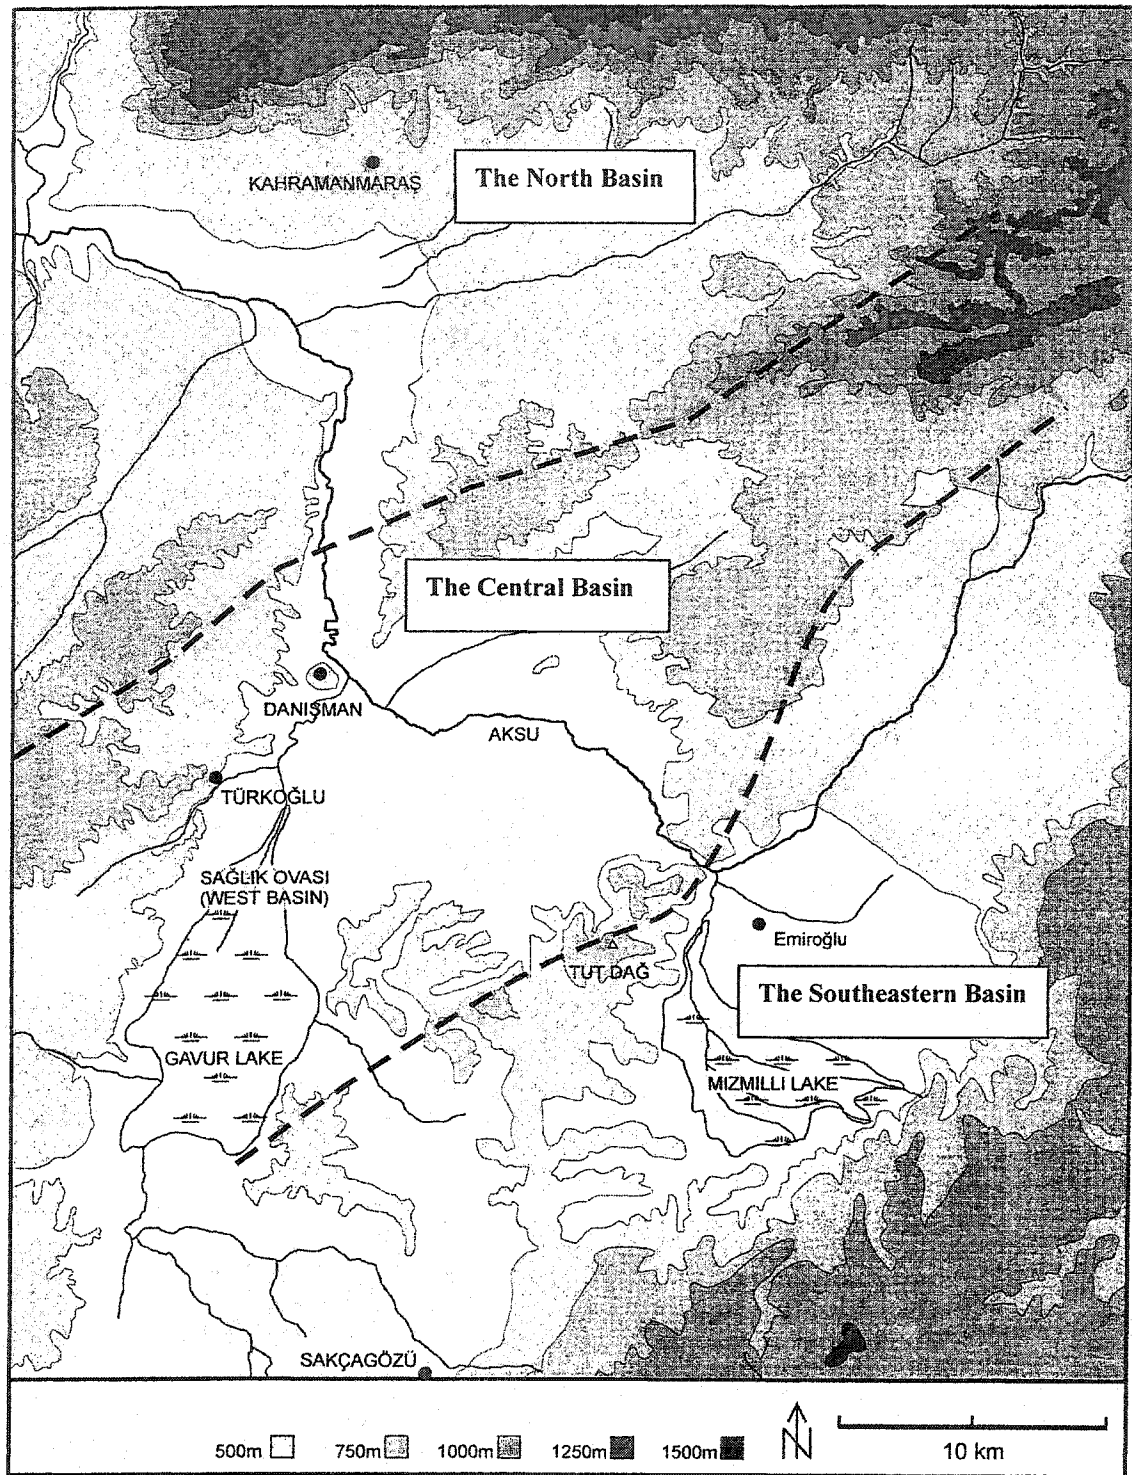 The North Basin
KAHRAMANMARAŞ
The Central Basin
DANIŞMAN
AKSU
TÜRKOĞLU
SAĞLIK OVASI
(WEST BASIN)
Emiroğlu
TUT DAĞ
The Southeastern Basin
GAVUR LAKE
MIZMILLI LAKE
SAKÇAGÖZÜ
500m 750m 1000m 1250m 1500m N 10 km